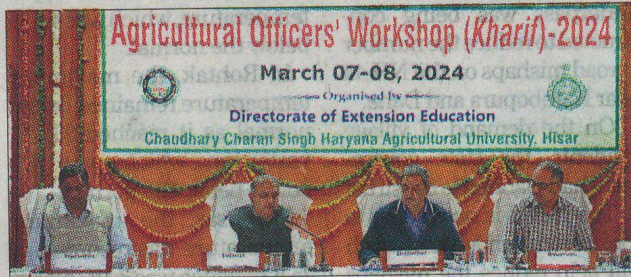 Agricultural Officers' Workshop (Kharif)-2024
March 07-08, 2024
Organised by
Directorate of Extension Education
Chaudhary Charan Singh Haryana Agricultural University, Hisar